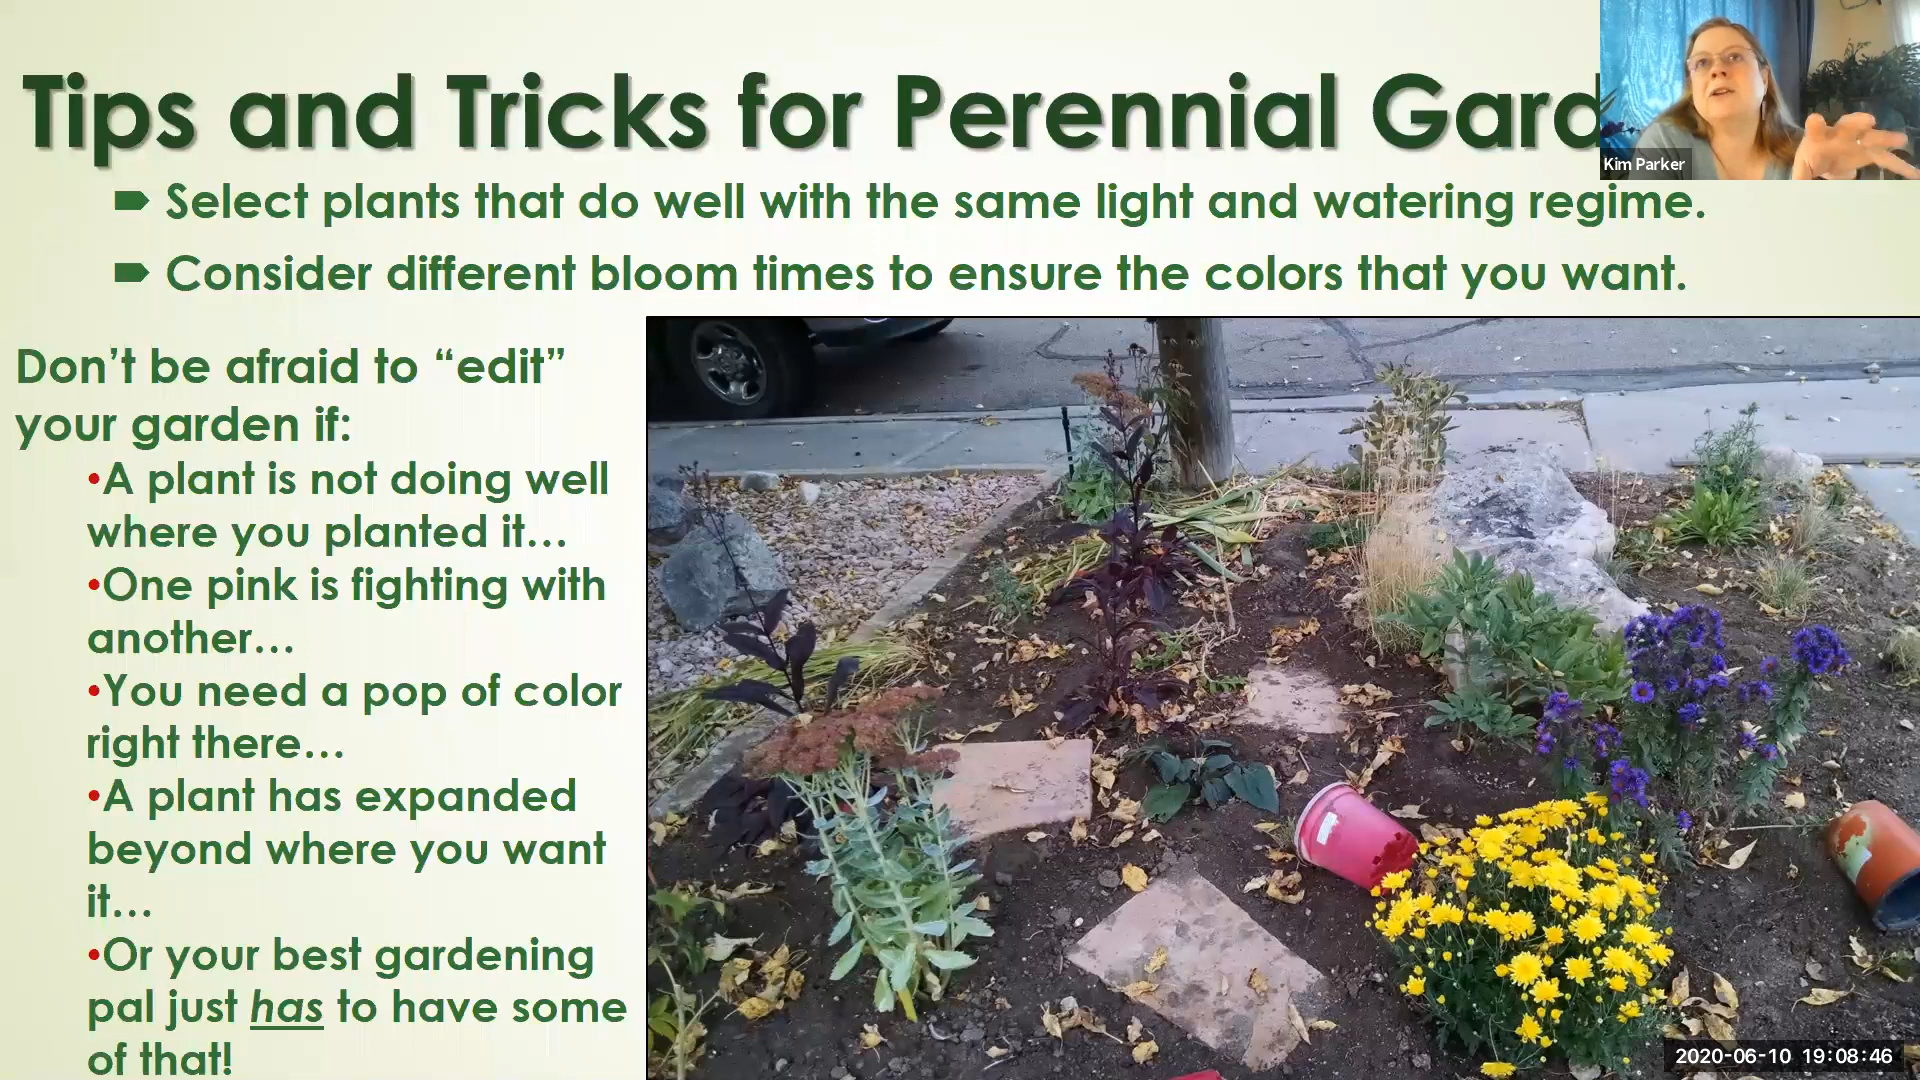 Tips and Tricks for Perennial Gard
Kim Parker
Select plants that do well with the same light and watering regime.
Consider different bloom times to ensure the colors that you want.
Don’t be afraid to “edit”
your garden if:
•A plant is not doing well
where you planted it…
•One pink is fighting with
another…
•You need a pop of color
right there…
•A plant has expanded
beyond where you want
it…
•Or your best gardening
pal just has to have some
of that!
2020-06-10 19:08:46